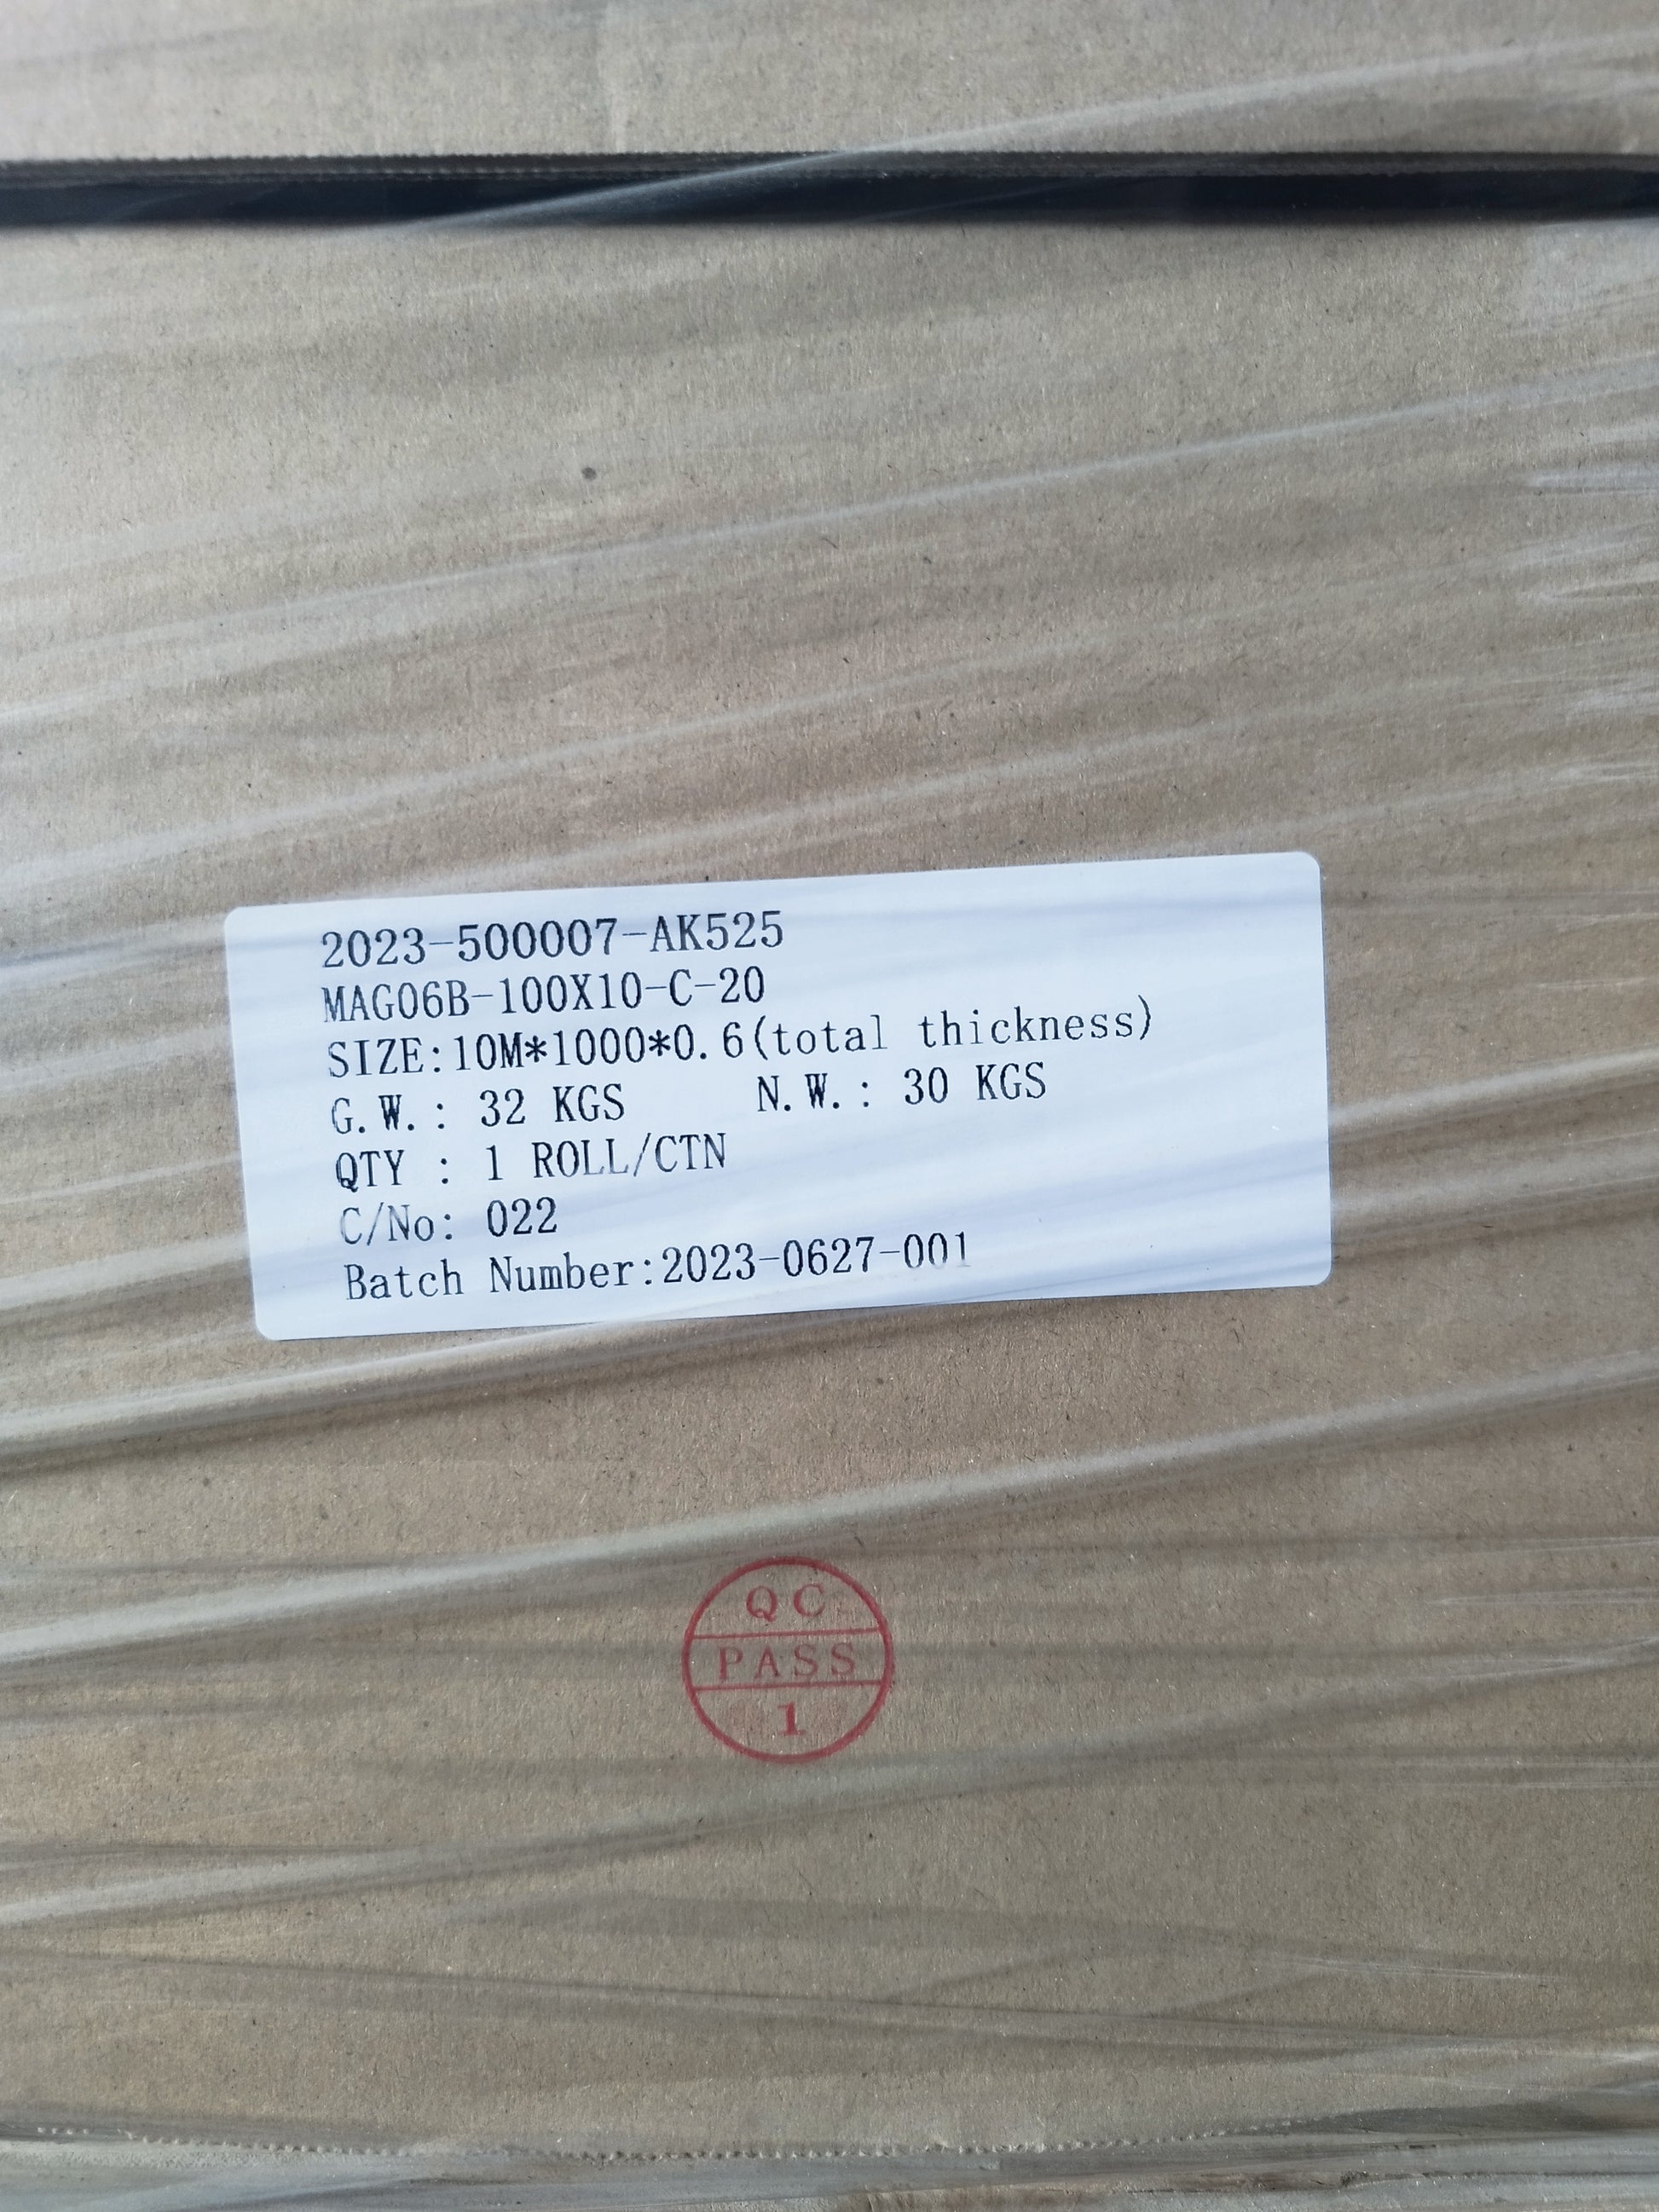 2023-500007-AK525
MAG06B-100X10-C-20
SIZE:10M*1000*0.6(total thickness)
G.W.: 32 KGS N.W.: 30 KGS
QTY : 1 ROLL/CTN
C/No: 022
Batch Number:2023-0627-001
QC
PASS
1